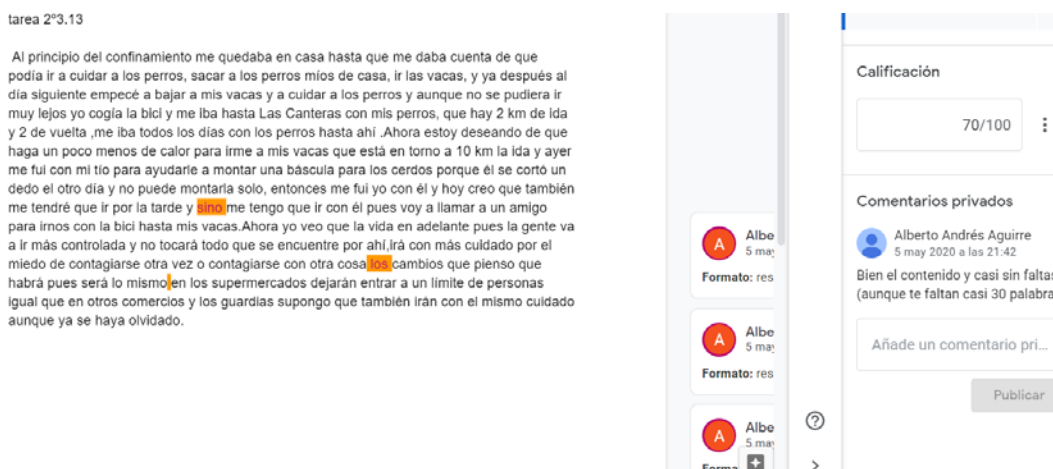 tarea 2º3.13
Al principio del confinamiento me quedaba en casa hasta que me daba cuenta de que
podía ir a cuidar a los perros, sacar a los perros míos de casa, ir las vacas, y ya después al
día siguiente empecé a bajar a mis vacas y a cuidar a los perros y aunque no se pudiera ir
muy lejos yo cogía la bici y me iba hasta Las Canteras con mis perros, que hay 2 km de ida
y 2 de vuelta ,me iba todos los días con los perros hasta ahí .Ahora estoy deseando de que
haga un poco menos de calor para irme a mis vacas que está en torno a 10 km la ida y ayer
me fui con mi tío para ayudarle a montar una báscula para los cerdos porque él se cortó un
dedo el otro día y no puede montarla solo, entonces me fui yo con él y hoy creo que también
me tendré que ir por la tarde y sino me tengo que ir con él pues voy a llamar a un amigo
para irnos con la bici hasta mis vacas.Ahora yo veo que la vida en adelante pues la gente va
a ir más controlada y no tocará todo que se encuentre por ahí,irá con más cuidado por el
miedo de contagiarse otra vez o contagiarse con otra cosa los cambios que pienso que
habrá pues será lo mismo en los supermercados dejarán entrar a un límite de personas
igual que en otros comercios y los guardias supongo que también irán con el mismo cuidado
aunque ya se haya olvidado.
A
Albe
5 may
Formato: res
A
Albe
5 may
Formato: res
A
Albe
5 may
Forma
Calificación
70/100
Comentarios privados
Alberto Andrés Aguirre
5 may 2020 a las 21:42
Bien el contenido y casi sin faltas
(aunque te faltan casi 30 palabra
Añade un comentario pri...
Publicar